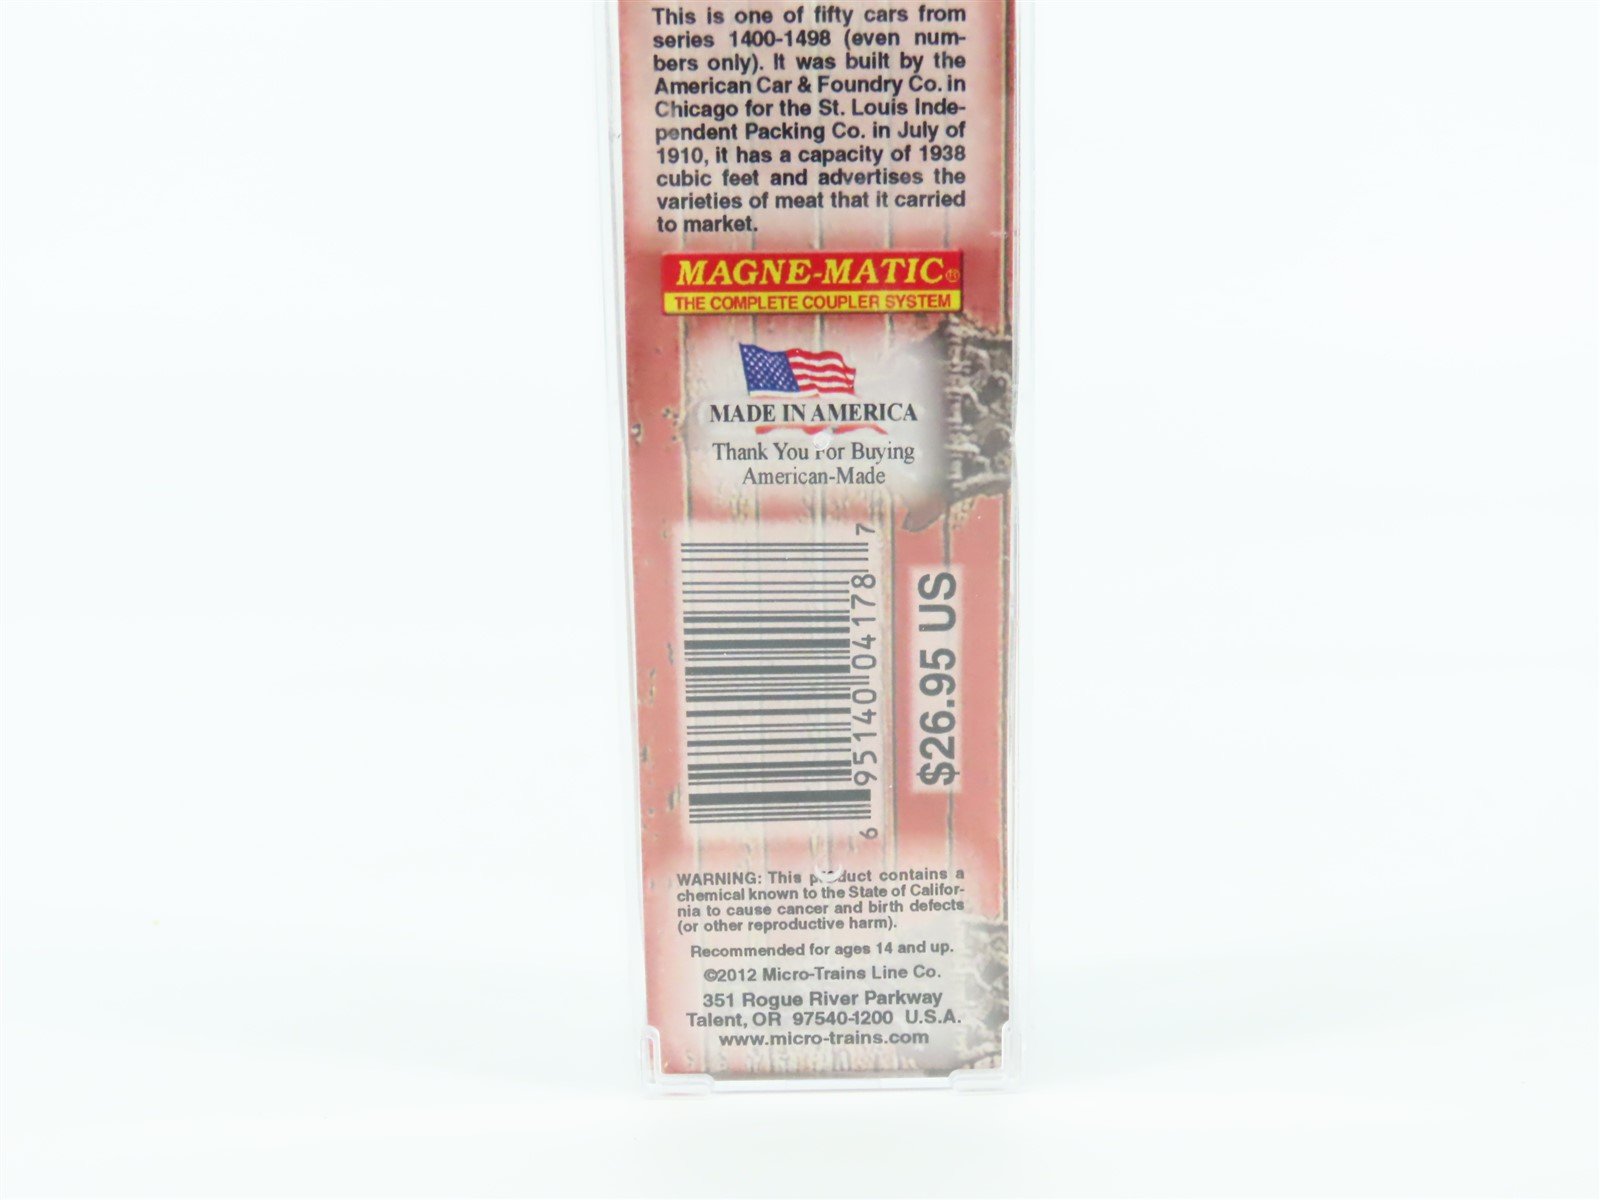 This is one of fifty cars from
series 1400-1498 (even num-
bers only). It was built by the
American Car & Foundry Co. in
Chicago for the St. Louis Inde-
pendent Packing Co. in July of
1910, it has a capacity of 1938
cubic feet and advertises the
varieties of meat that it carried
to market.
MAGNE-MATIC®
THE COMPLETE COUPLER SYSTEM
MADE IN AMERICA
Thank You For Buying
American-Made
6 95140 04178 7
$26.95 US
WARNING: This product contains a
chemical known to the State of Califor-
nia to cause cancer and birth defects
(or other reproductive harm).
Recommended for ages 14 and up.
©2012 Micro-Trains Line Co.
351 Rogue River Parkway
Talent, OR 97540-1200 U.S.A.
www.micro-trains.com